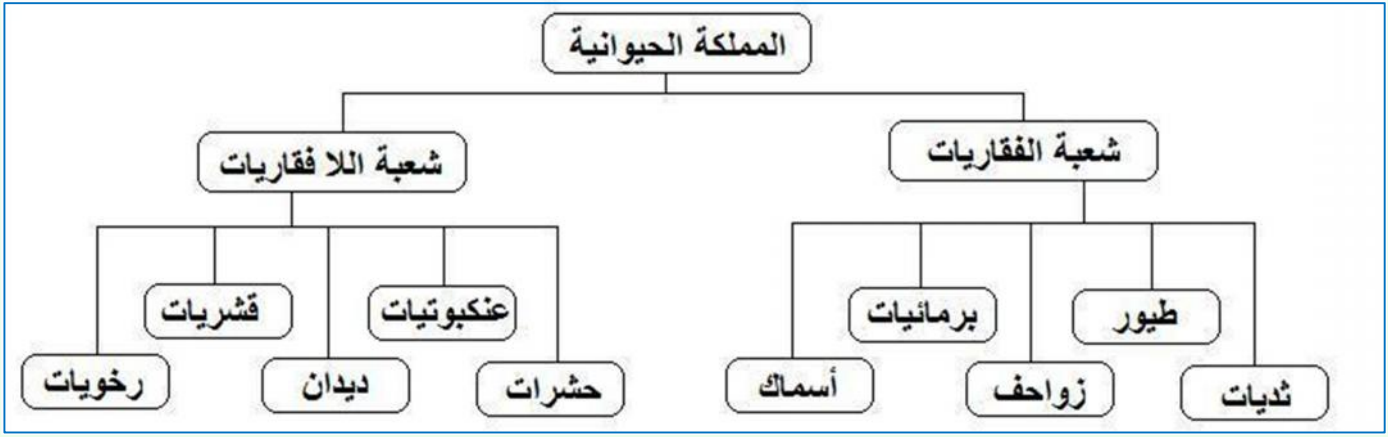 المملكة الحيوانية
شعبة الفقاريات
شعبة اللا فقاريات
ثديات
طيور
زواحف
برمائيات
أسماك
حشرات
عنكبوتيات
ديدان
قشريات
رخويات